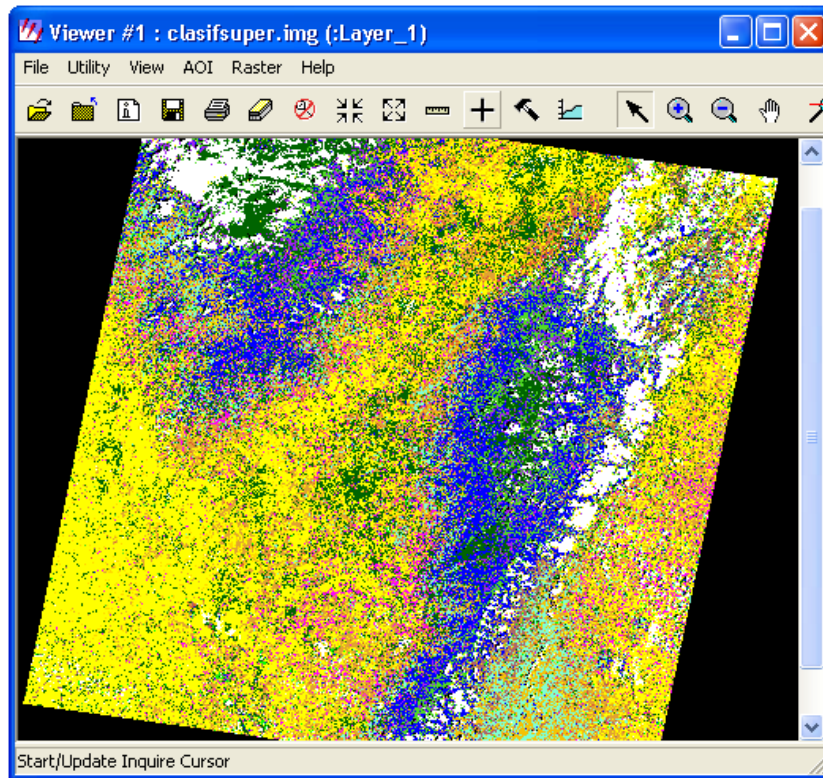 Viewer #1 : clasifsuper.img (:Layer_1)
File Utility View AOI Raster Help
Start/Update Inquire Cursor